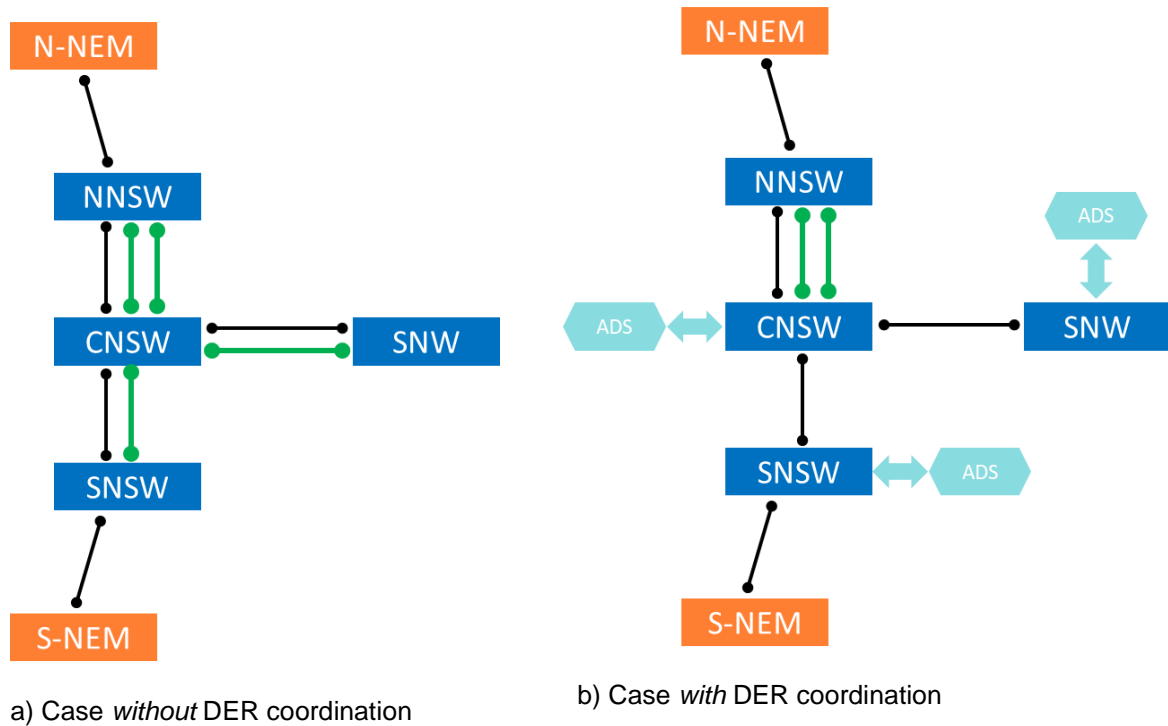 N-NEM
NNSW
CNSW
SNW
SNSW
S-NEM
a) Case without DER coordination
N-NEM
NNSW
ADS
ADS
CNSW
SNW
SNSW
ADS
S-NEM
b) Case with DER coordination